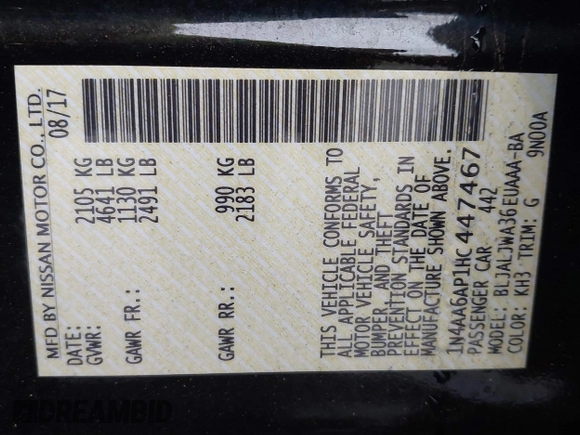 MFD BY NISSAN MOTOR CO., LTD.
DATE: 08/17
GVWR: 2105 KG
4641 LB
GAWR FR.: 1130 KG
2491 LB
GAWR RR.: 990 KG
2183 LB
THIS VEHICLE CONFORMS TO
ALL APPLICABLE FEDERAL
MOTOR VEHICLE SAFETY,
BUMPER, AND THEFT
PREVENTION STANDARDS IN
EFFECT ON THE DATE OF
MANUFACTURE SHOWN ABOVE.
1N4AA6AP1HC447467
PASSENGER CAR 442
MODEL: BLJALJWA36EUAAA-BA
COLOR: KH3 TRIM: G 9N00A
DREAMBID